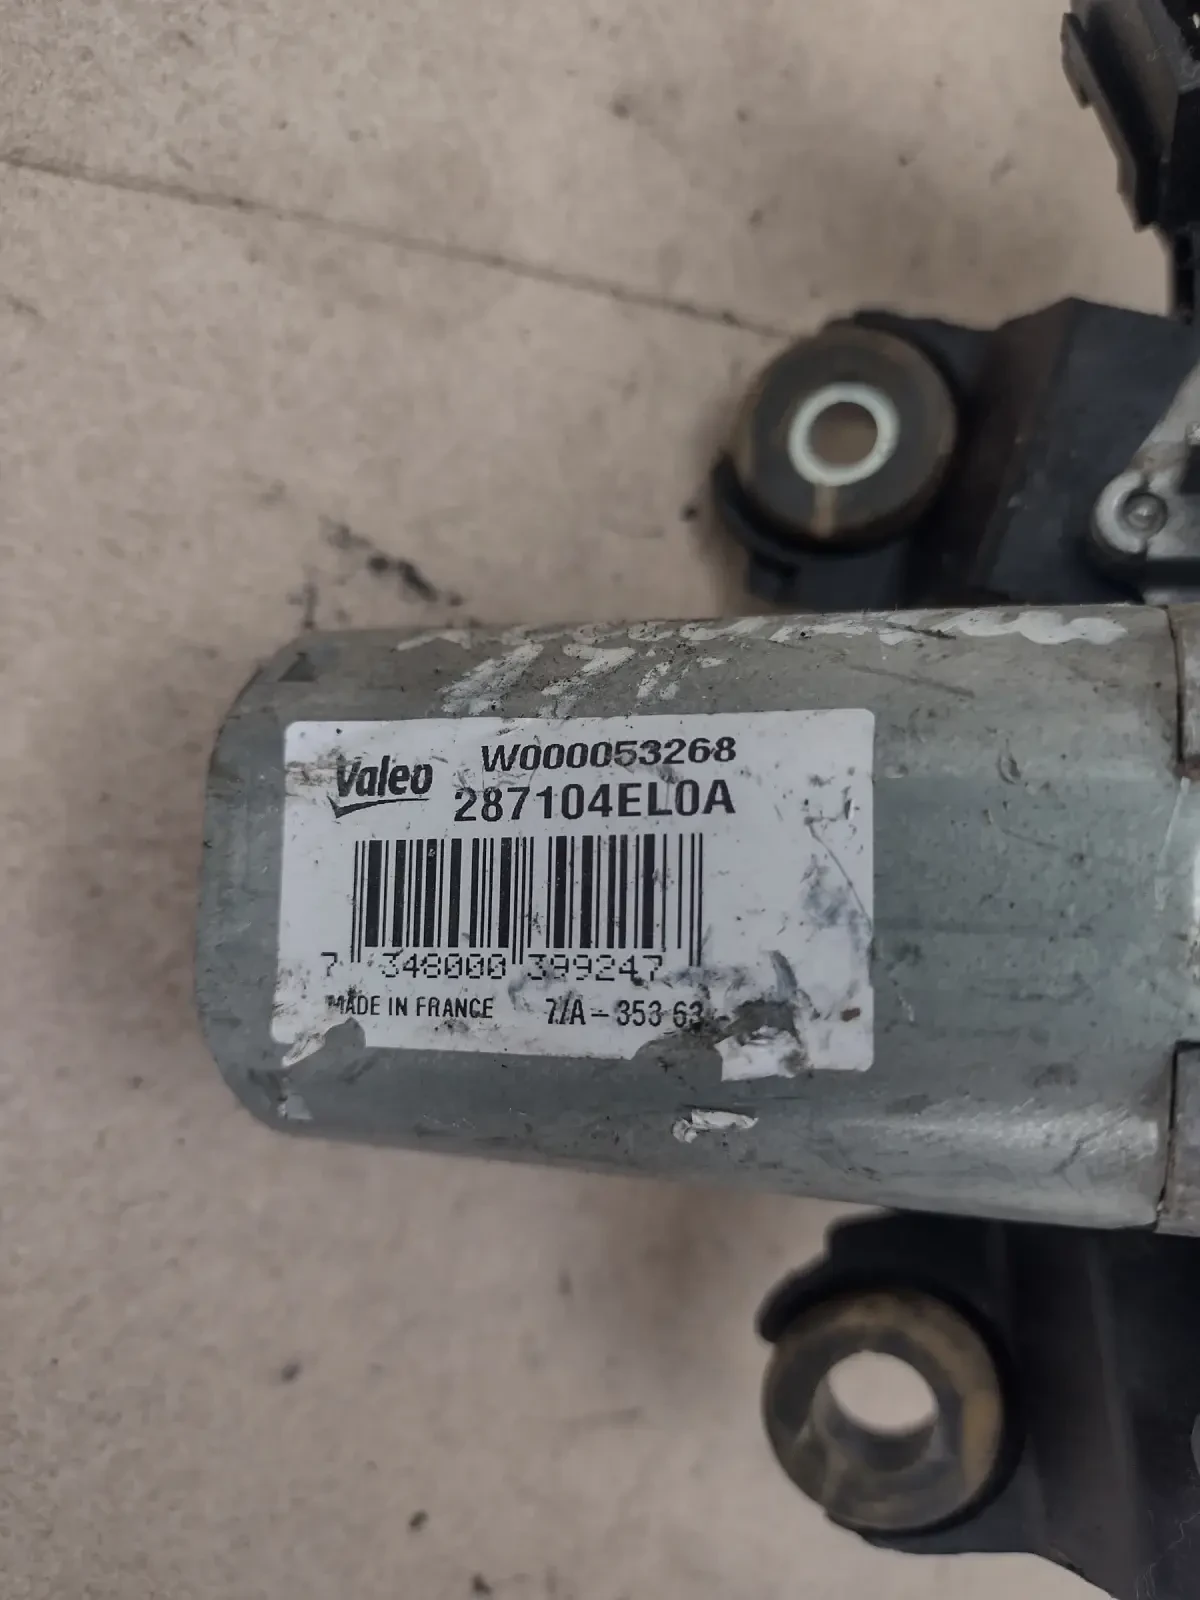 Valeo
W000053268
287104EL0A
7 348000 399247
MADE IN FRANCE 7/A-353 63